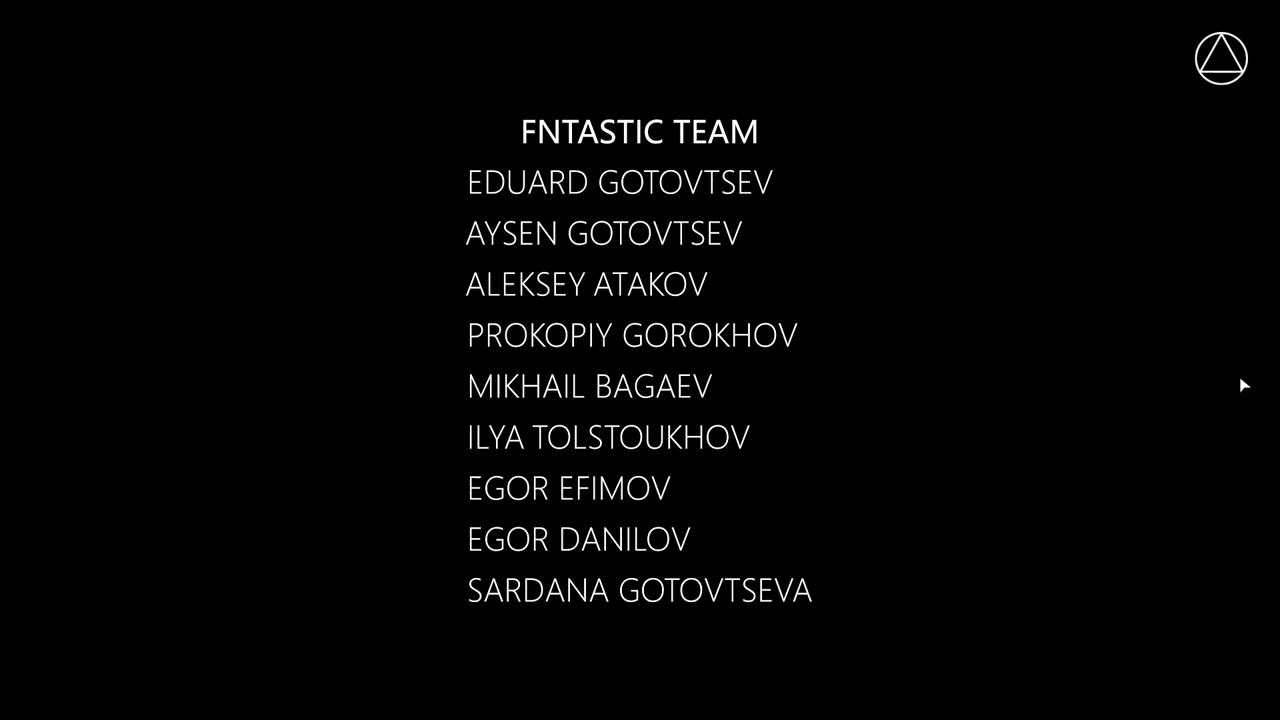 FNTASTIC TEAM
EDUARD GOTOVTSEV
AYSEN GOTOVTSEV
ALEKSEY ATAKOV
PROKOPIY GOROKHOV
MIKHAIL BAGAEV
ILYA TOLSTOUKHOV
EGOR EFIMOV
EGOR DANILOV
SARDANA GOTOVTSEVA